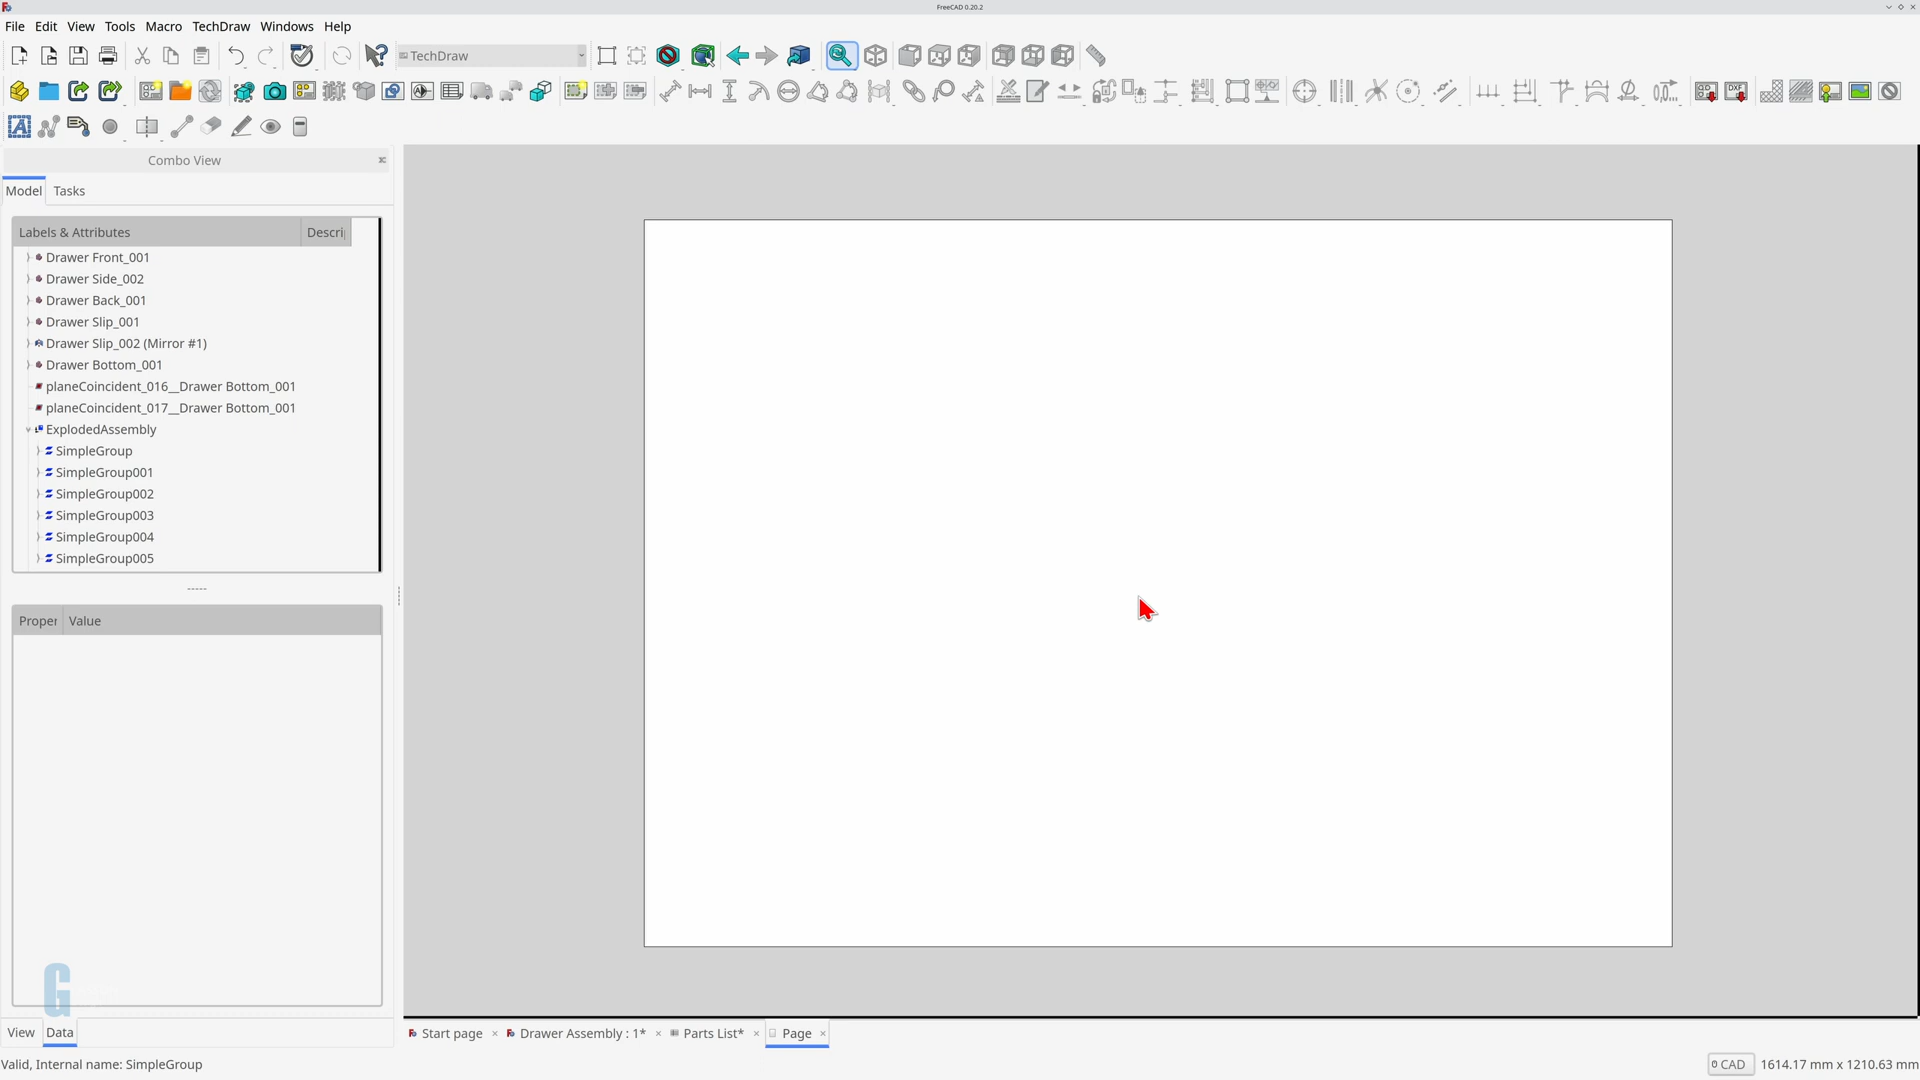 FreeCAD 0.20.2
File Edit View Tools Macro TechDraw Windows Help
TechDraw
Combo View
Model Tasks
Labels & Attributes Descri
Drawer Front_001
Drawer Side_002
Drawer Back_001
Drawer Slip_001
Drawer Slip_002 (Mirror #1)
Drawer Bottom_001
planeCoincident_016__Drawer Bottom_001
planeCoincident_017__Drawer Bottom_001
ExplodedAssembly
SimpleGroup
SimpleGroup001
SimpleGroup002
SimpleGroup003
SimpleGroup004
SimpleGroup005
Proper Value
G
View Data
Start page Drawer Assembly : 1* Parts List* Page
Valid, Internal name: SimpleGroup
CAD 1614.17 mm x 1210.63 mm